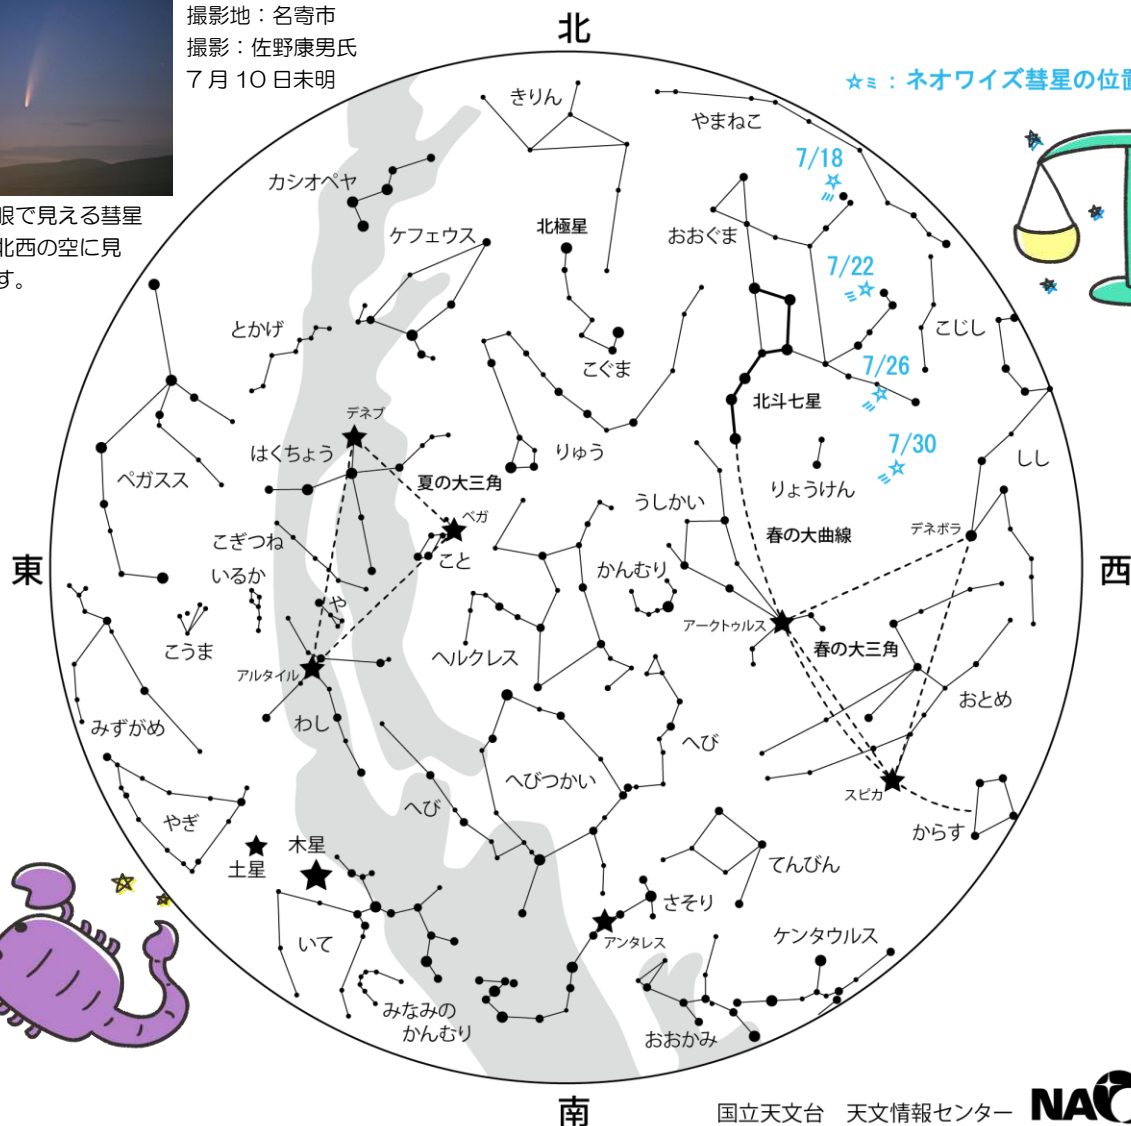 撮影地：名寄市
撮影：佐野康男氏
7月10日未明
眼で見える彗星
北西の空に見
す。
北
：ネオワイズ彗星の位置
きりん
やまねこ
7/18
カシオペヤ
ケフェウス
北極星
おおぐま
7/22
とかげ
こじし
こぐま
7/26
北斗七星
デネブ
はくちょう
りゅう
7/30
しし
ペガスス
夏の大三角
りょうけん
うしかい
ベガ
デネボラ
春の大曲線
こぎつね
こと
東
西
いるか
かんむり
や
アークトゥルス
こうま
ヘルクレス
春の大三角
アルタイル
おとめ
みずがめ
わし
へび
へびつかい
スピカ
へび
やぎ
からす
木星
土星
てんびん
さそり
いて
アンタレス
ケンタウルス
みなみの
かんむり
おおかみ
南
国立天文台　天文情報センター